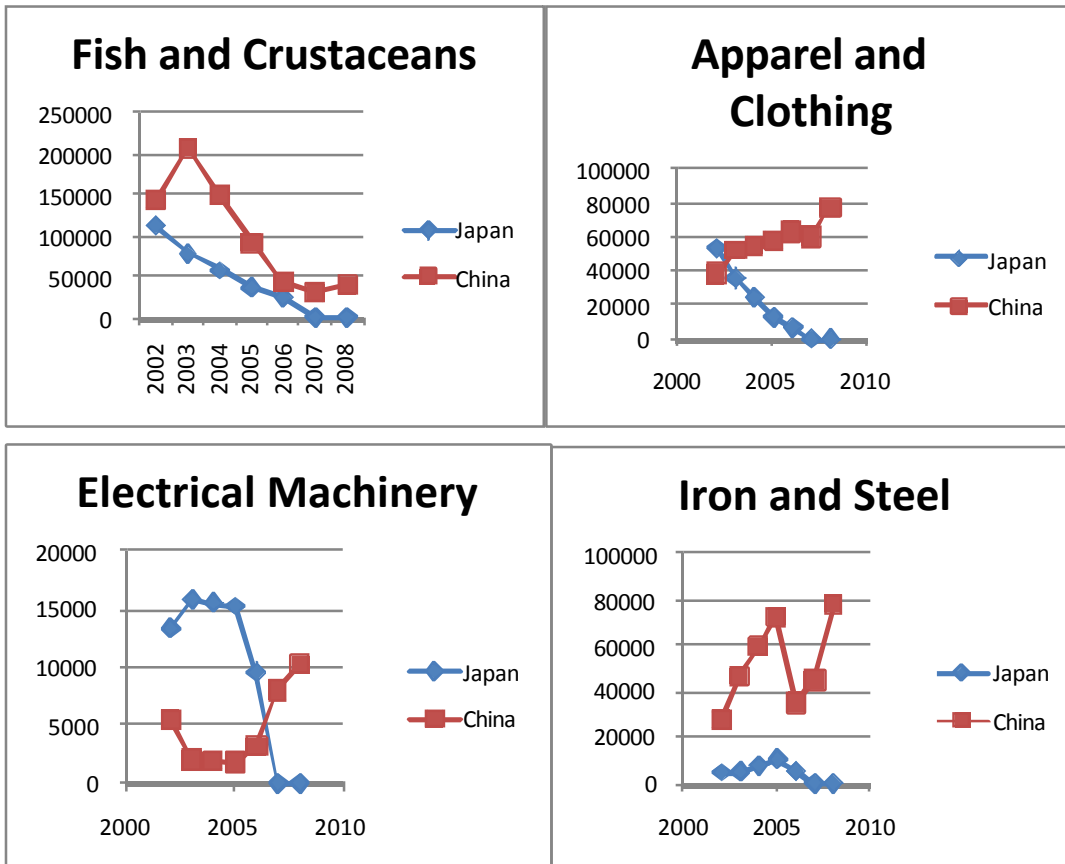 Fish and Crustaceans
250000
200000
150000
100000
50000
0
2002
2003
2004
2005
2006
2007
2008
Japan
China
Apparel and
Clothing
100000
80000
60000
40000
20000
0
2000 2005 2010
Japan
China
Electrical Machinery
20000
15000
10000
5000
0
2000 2005 2010
Japan
China
Iron and Steel
100000
80000
60000
40000
20000
0
2000 2005 2010
Japan
China